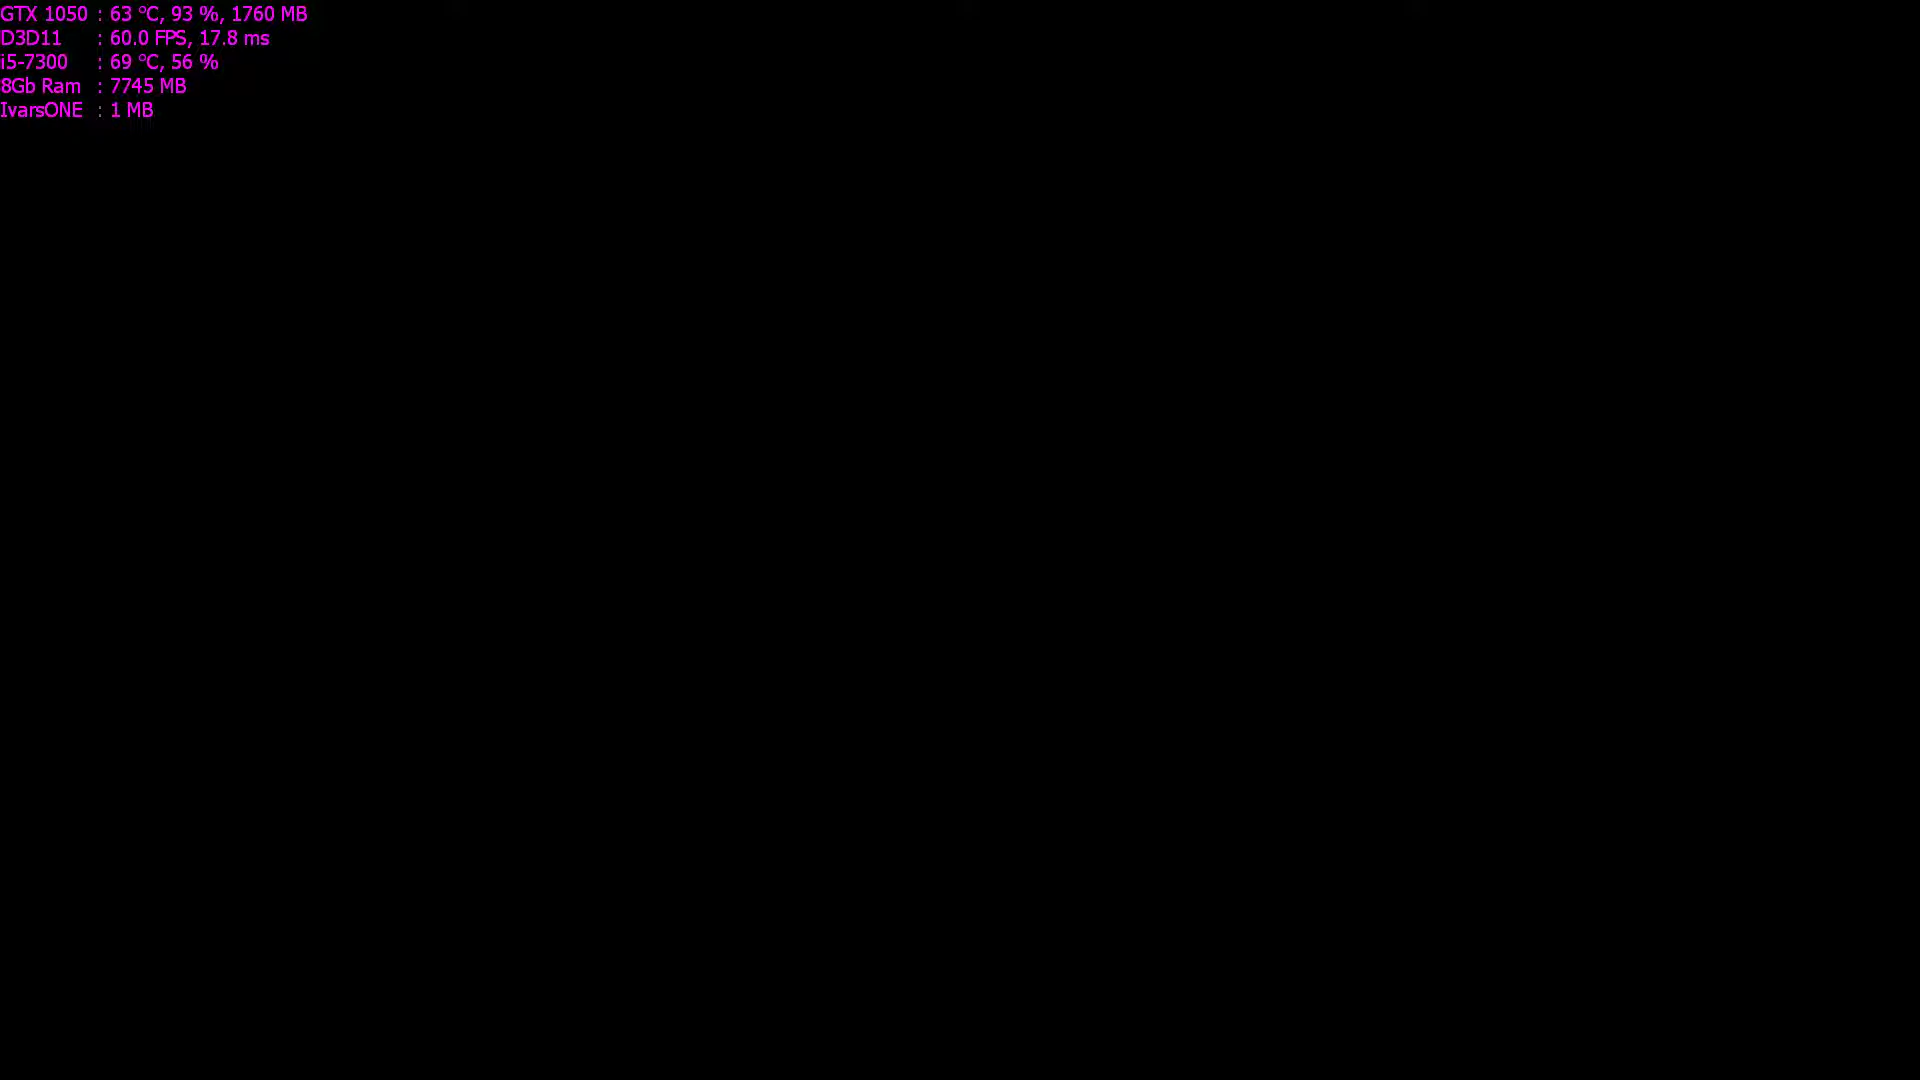 GTX 1050 : 63 °C, 93 %, 1760 MB
D3D11 : 60.0 FPS, 17.8 ms
i5-7300 : 69 °C, 56 %
8Gb Ram : 7745 MB
IvarsONE : 1 MB